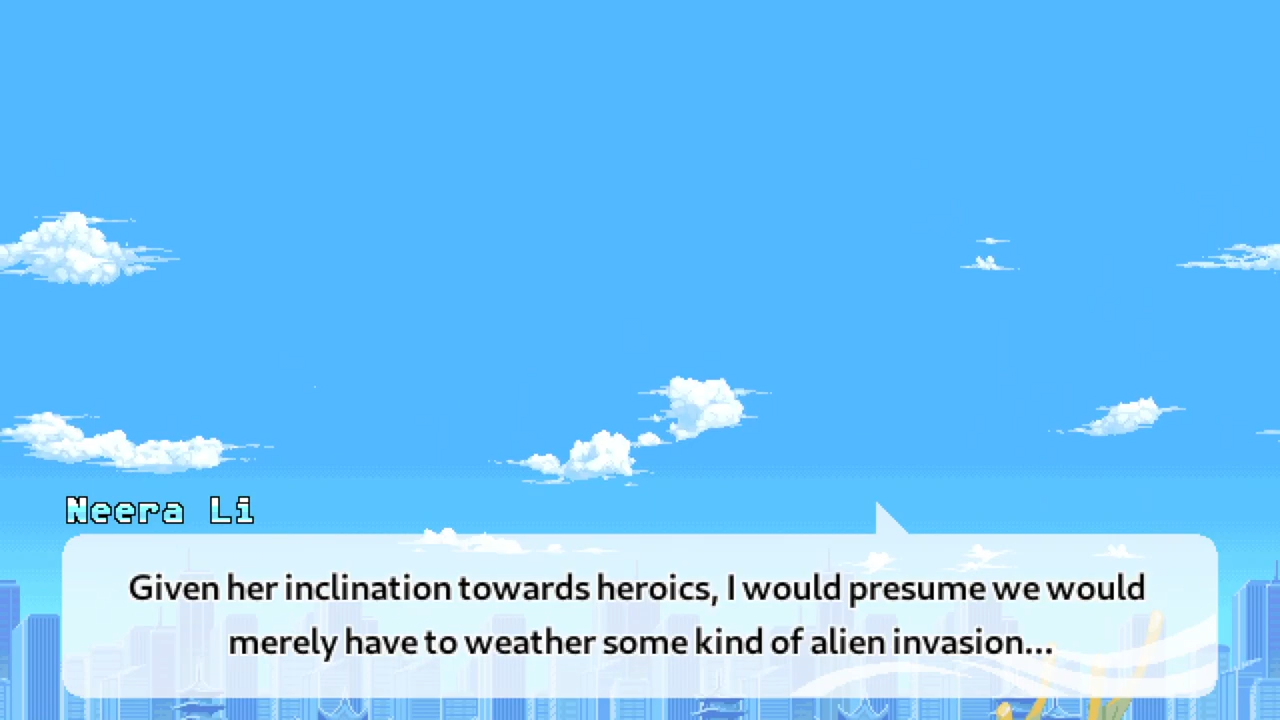 Neera Li
Given her inclination towards heroics, I would presume we would
merely have to weather some kind of alien invasion...